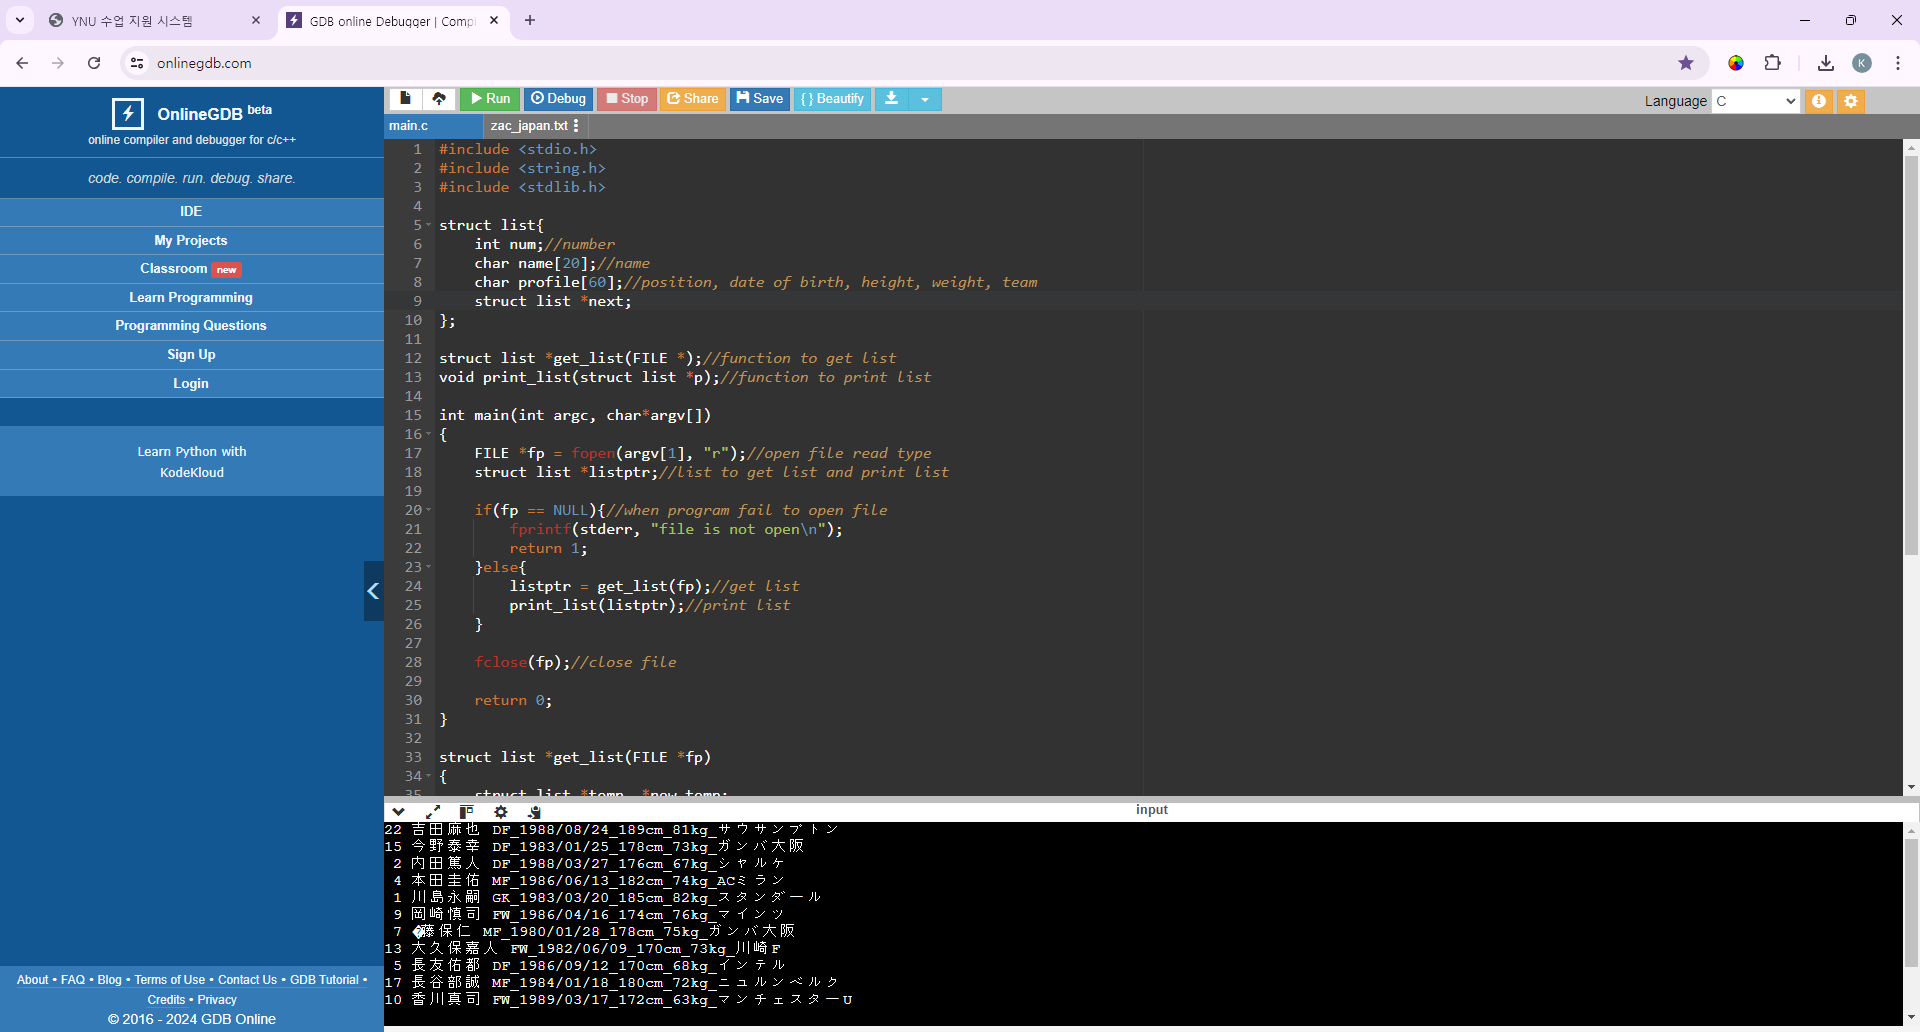 YNU 수업 지원 시스템
GDB online Debugger | Compi
onlinegdb.com
K
OnlineGDB beta
online compiler and debugger for c/c++
code. compile. run. debug. share.
IDE
My Projects
Classroom new
Learn Programming
Programming Questions
Sign Up
Login
Learn Python with
KodeKloud
About • FAQ • Blog • Terms of Use • Contact Us • GDB Tutorial •
Credits • Privacy
© 2016 - 2024 GDB Online
Run Debug Stop Share Save { } Beautify
Language C
main.c zac_japan.txt
1 #include <stdio.h>
2 #include <string.h>
3 #include <stdlib.h>
4
5 struct list{
6 int num;//number
7 char name[20];//name
8 char profile[60];//position, date of birth, height, weight, team
9 struct list *next;
10 };
11
12 struct list *get_list(FILE *);//function to get list
13 void print_list(struct list *p);//function to print list
14
15 int main(int argc, char*argv[])
16 {
17 FILE *fp = fopen(argv[1], "r");//open file read type
18 struct list *listptr;//list to get list and print list
19
20 if(fp == NULL){//when program fail to open file
21 fprintf(stderr, "file is not open\n");
22 return 1;
23 }else{
24 listptr = get_list(fp);//get list
25 print_list(listptr);//print list
26 }
27
28 fclose(fp);//close file
29
30 return 0;
31 }
32
33 struct list *get_list(FILE *fp)
34 {
35 struct list *temp, *new_temp;
input
22 吉田麻也 DF_1988/08/24_189cm_81kg_サウサンプトン
15 今野泰幸 DF_1983/01/25_178cm_73kg_ガンバ大阪
2 内田篤人 DF_1988/03/27_176cm_67kg_シャルケ
4 本田圭佑 MF_1986/06/13_182cm_74kg_ACミラン
1 川島永嗣 GK_1983/03/20_185cm_82kg_スタンダール
9 岡崎慎司 FW_1986/04/16_174cm_76kg_マインツ
7 �藤保仁 MF_1980/01/28_178cm_75kg_ガンバ大阪
13 大久保嘉人 FW_1982/06/09_170cm_73kg_川崎F
5 長友佑都 DF_1986/09/12_170cm_68kg_インテル
17 長谷部誠 MF_1984/01/18_180cm_72kg_ニュルンベルク
10 香川真司 FW_1989/03/17_172cm_63kg_マンチェスターU